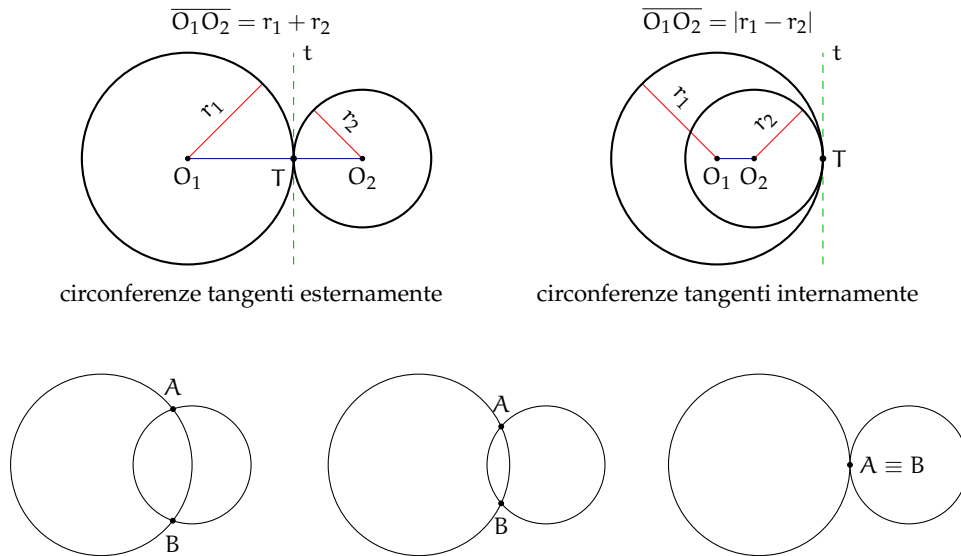 O₁O₂ = r₁ + r₂
t
r₁
r₂
O₁
T
O₂
circonferenze tangenti esternamente
O₁O₂ = |r₁ − r₂|
t
r₁
r₂
O₁
O₂
T
circonferenze tangenti internamente
A
B
A
B
A ≡ B